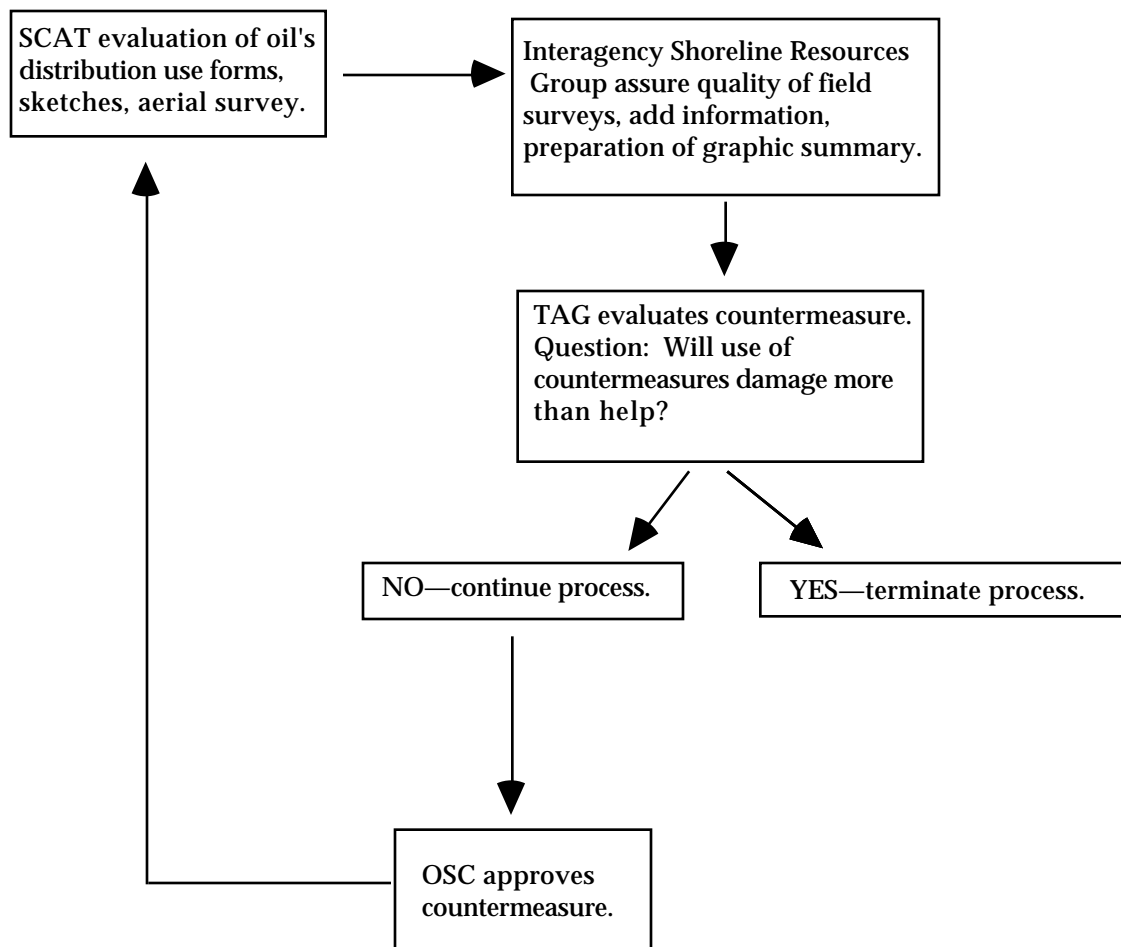 SCAT evaluation of oil's
distribution use forms,
sketches, aerial survey.
Interagency Shoreline Resources
Group assure quality of field
surveys, add information,
preparation of graphic summary.
TAG evaluates countermeasure.
Question: Will use of
countermeasures damage more
than help?
NO—continue process.
YES—terminate process.
OSC approves
countermeasure.